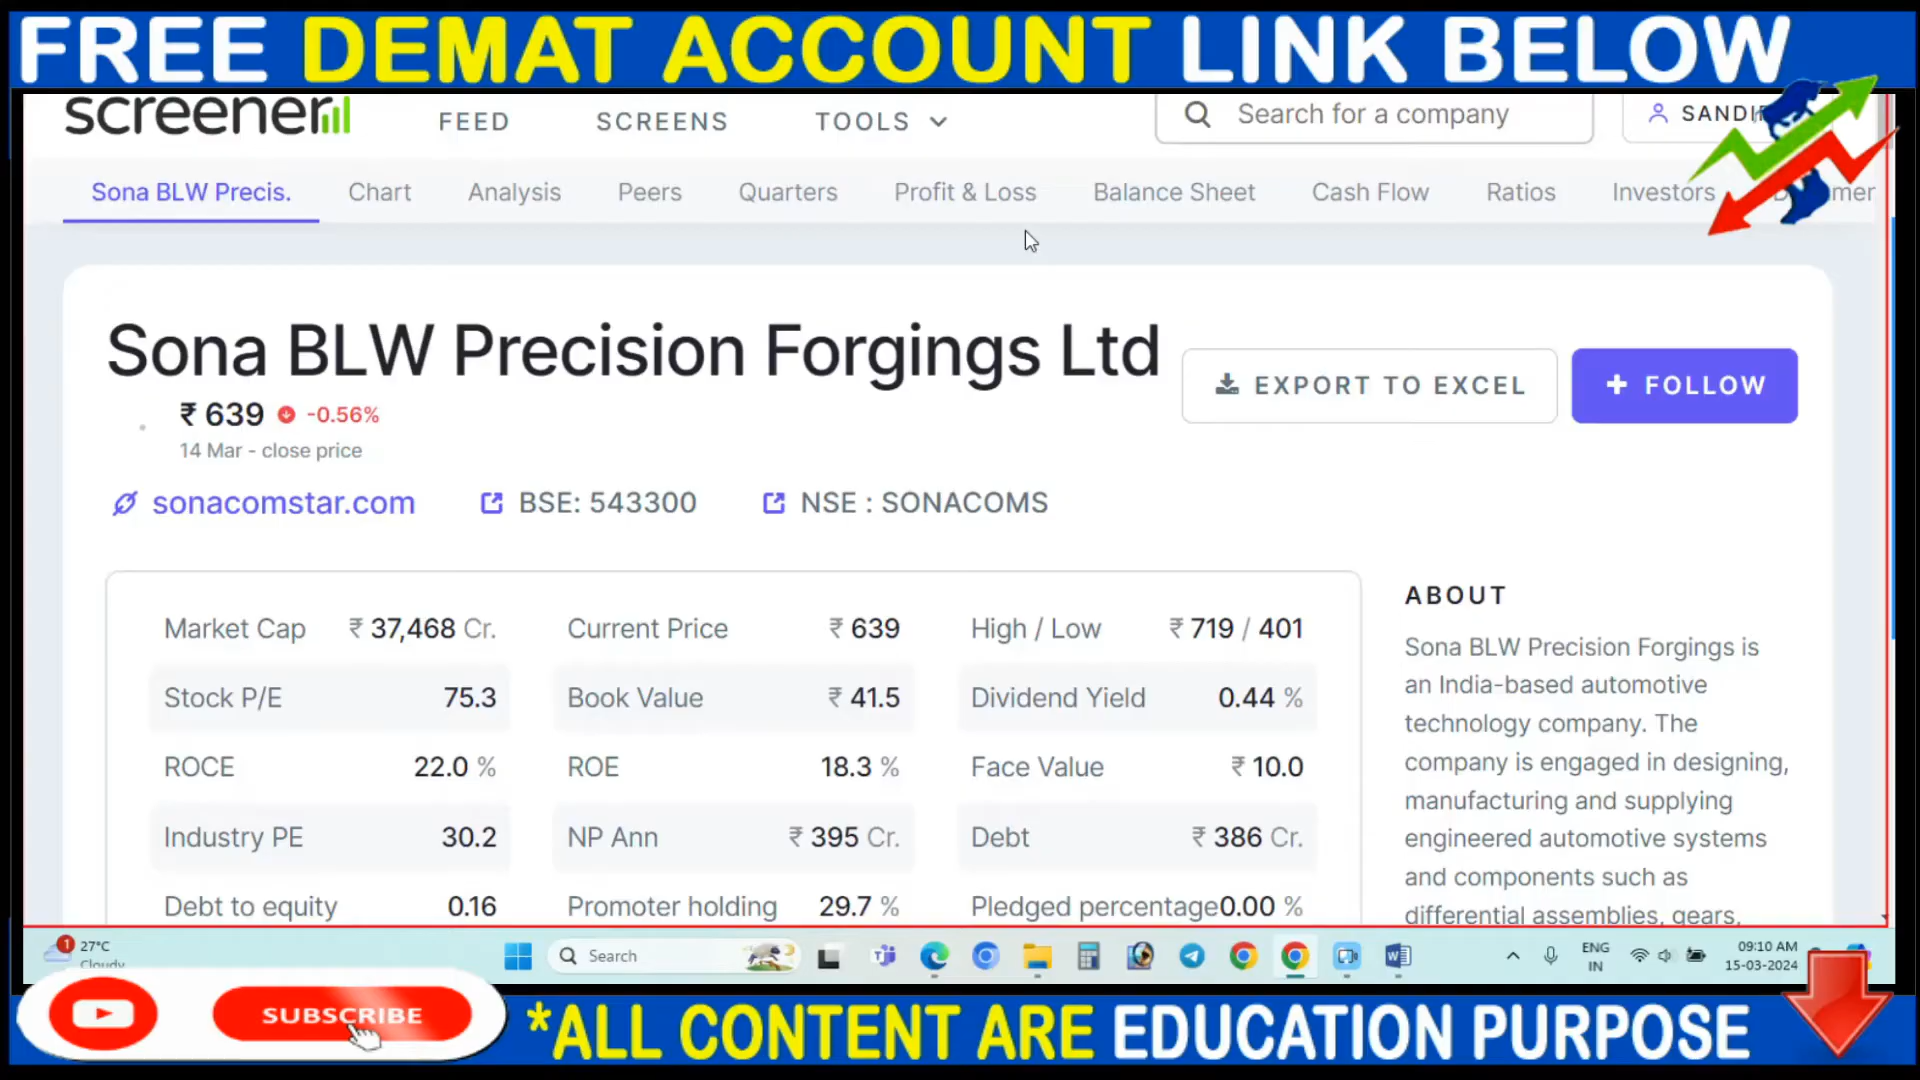 FREE DEMAT ACCOUNT LINK BELOW
screener
FEED SCREENS TOOLS
Search for a company
Sona BLW Precis. Chart Analysis Peers Quarters Profit & Loss Balance Sheet Cash Flow Ratios Investors
Sona BLW Precision Forgings Ltd
EXPORT TO EXCEL
+ FOLLOW
₹ 639 -0.56%
14 Mar - close price
sonacomstar.com BSE: 543300 NSE : SONACOMS
Market Cap ₹ 37,468 Cr. Current Price ₹ 639 High / Low ₹ 719 / 401
Stock P/E 75.3 Book Value ₹ 41.5 Dividend Yield 0.44 %
ROCE 22.0 % ROE 18.3 % Face Value ₹ 10.0
Industry PE 30.2 NP Ann ₹ 395 Cr. Debt ₹ 386 Cr.
Debt to equity 0.16 Promoter holding 29.7 % Pledged percentage 0.00 %
ABOUT
Sona BLW Precision Forgings is
an India-based automotive
technology company. The
company is engaged in designing,
manufacturing and supplying
engineered automotive systems
and components such as
differential assemblies, gears,
1
27°C
Cloudy
Search
ENG
IN
09:10 AM
15-03-2024
SUBSCRIBE
*ALL CONTENT ARE EDUCATION PURPOSE